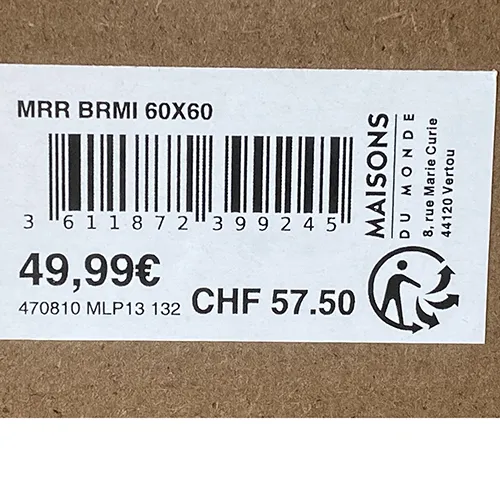 MRR BRMI 60X60
3 611872 399245
49,99€
470810 MLP13 132
CHF 57.50
MAISONS
DU MONDE
8, rue Marie Curie
44120 Vertou